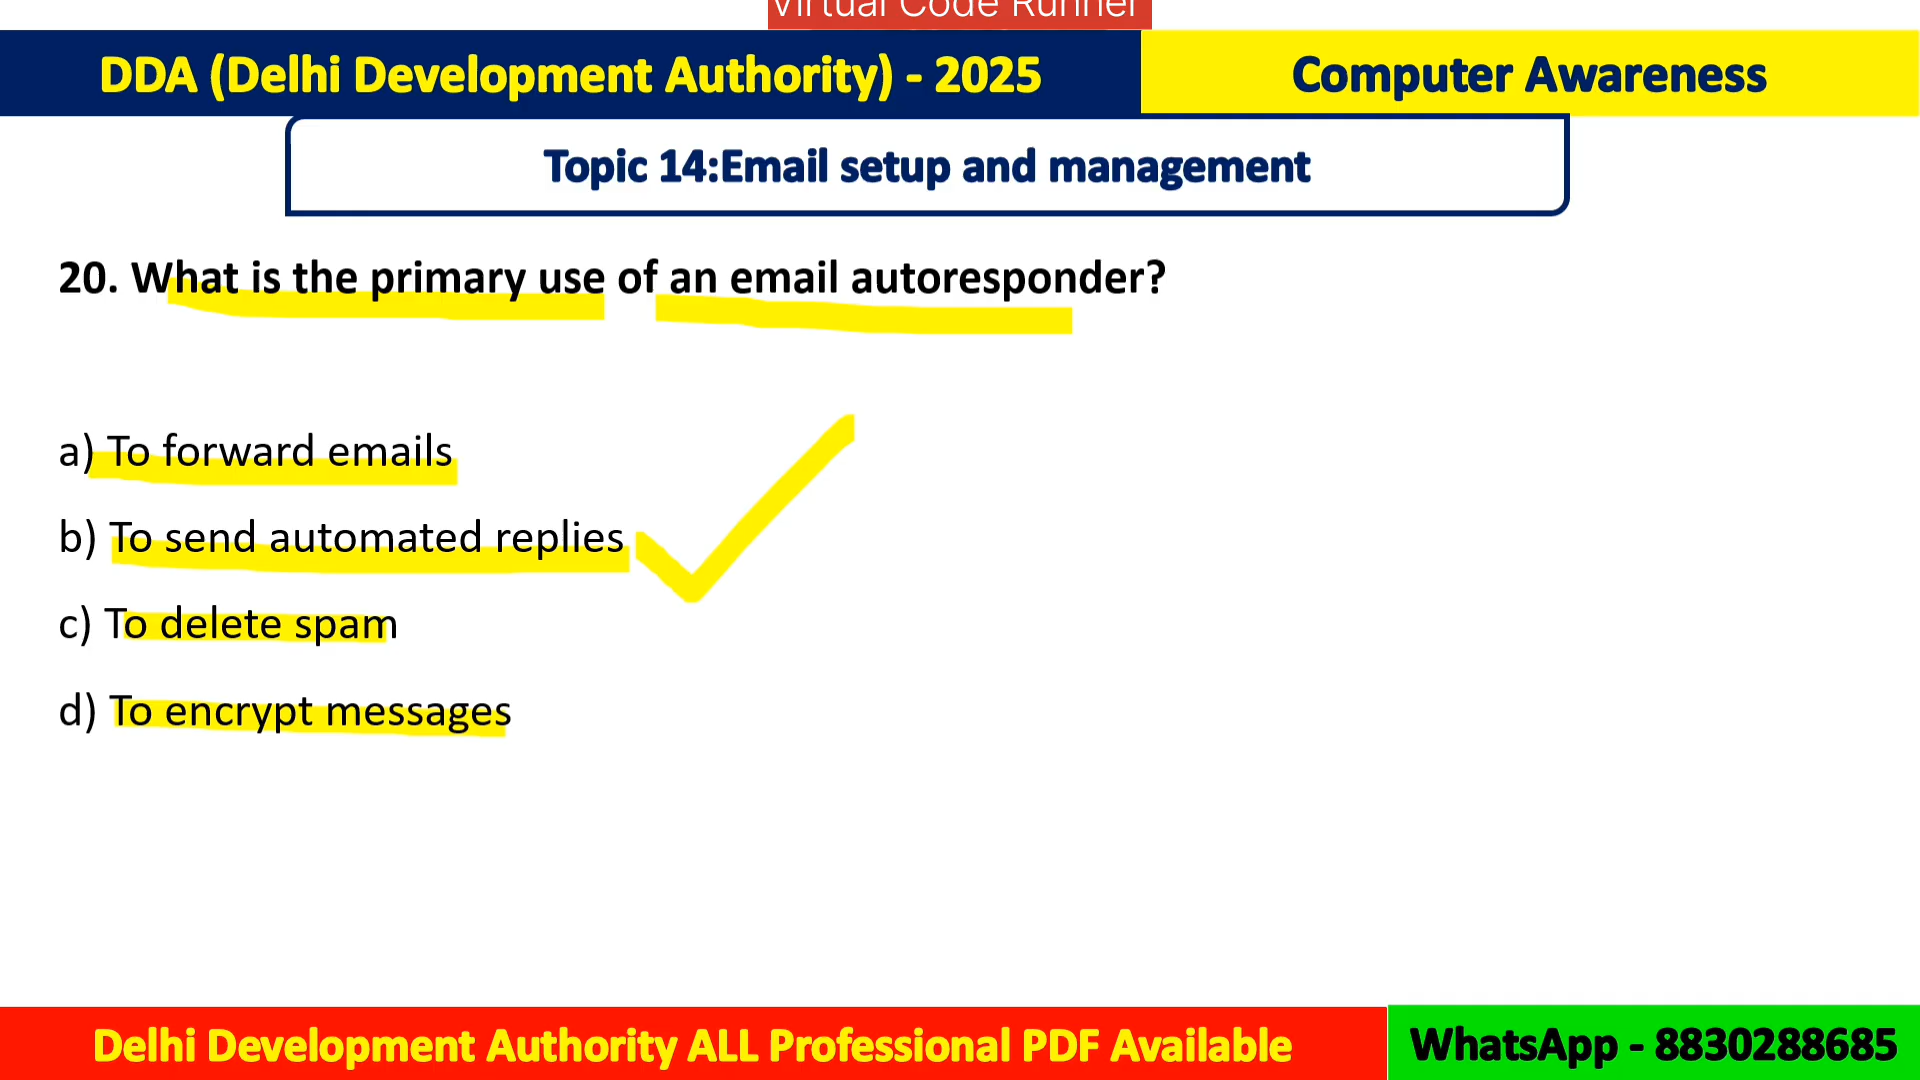 Virtual Code Runner
DDA (Delhi Development Authority) - 2025
Computer Awareness
Topic 14:Email setup and management
20. What is the primary use of an email autoresponder?
a) To forward emails
b) To send automated replies
c) To delete spam
d) To encrypt messages
Delhi Development Authority ALL Professional PDF Available
WhatsApp - 8830288685